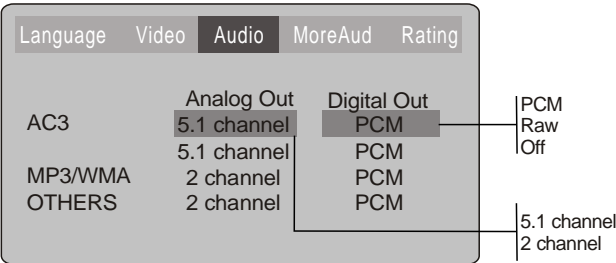 Language Video Audio MoreAud Rating
Analog Out Digital Out
AC3 5.1 channel PCM
5.1 channel PCM
MP3/WMA 2 channel PCM
OTHERS 2 channel PCM
PCM
Raw
Off
5.1 channel
2 channel